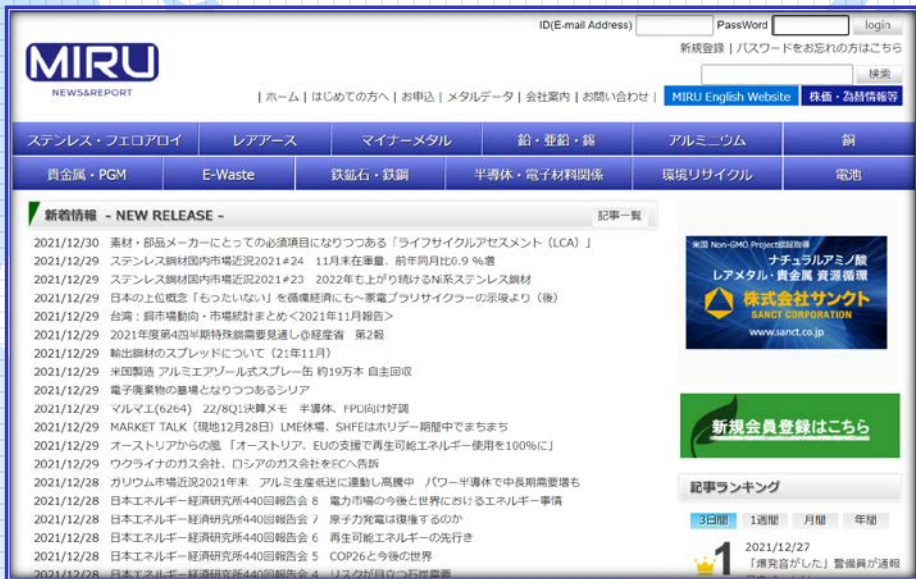 ID(E-mail Address) PassWord login
新規登録 | パスワードをお忘れの方はこちら
MIRU
NEWS&REPORT
検索
| ホーム | はじめての方へ | お申込 | メタルデータ | 会社案内 | お問い合わせ | MIRU English Website 株価・為替情報等
ステンレス・フェロアロイ レアアース マイナーメタル 鉛・亜鉛・錫 アルミニウム 銅
貴金属・PGM E-Waste 鉄鉱石・鉄鋼 半導体・電子材料関係 環境リサイクル 電池
新着情報 - NEW RELEASE - 記事一覧
2021/12/30 素材・部品メーカーにとっての必須項目になりつつある「ライフサイクルアセスメント（LCA）」
2021/12/29 ステンレス鋼材国内市場近況2021#24 11月末在庫量、前年同月比0.9 %増
2021/12/29 ステンレス鋼材国内市場近況2021#23 2022年も上がり続けるNi系ステンレス鋼材
2021/12/29 日本の上位概念「もったいない」を循環経済にも～家電プラリサイクラーの示唆より（後）
2021/12/29 台湾：銅市場動向・市場統計まとめ<2021年11月報告>
2021/12/29 2021年度第4四半期特殊鋼需要見通し@経産省 第2報
2021/12/29 輸出鋼材のスプレッドについて（21年11月）
2021/12/29 米国製造 アルミエアゾール式スプレー缶 約19万本 自主回収
2021/12/29 電子廃棄物の墓場となりつつあるシリア
2021/12/29 マルマエ(6264) 22/8Q1決算メモ 半導体、FPD向け好調
2021/12/29 MARKET TALK（現地12月28日）LME休場、SHFEはホリデー期間中でまちまち
2021/12/29 オーストリアからの風「オーストリア、EUの支援で再生可能エネルギー使用を100%に」
2021/12/29 ウクライナのガス会社、ロシアのガス会社をECへ告訴
2021/12/28 ガリウム市場近況2021年末 アルミ生産低迷に連動し高騰中 パワー半導体で中長期需要増も
2021/12/28 日本エネルギー経済研究所440回報告会 8 電力市場の今後と世界におけるエネルギー事情
2021/12/28 日本エネルギー経済研究所440回報告会 7 原子力発電は復権するのか
2021/12/28 日本エネルギー経済研究所440回報告会 6 再生可能エネルギーの先行き
2021/12/28 日本エネルギー経済研究所440回報告会 5 COP26と今後の世界
2021/12/28 日本エネルギー経済研究所440回報告会 4 リスクが目立つ石炭需要
米国 Non-GMO Project認証取得
ナチュラルアミノ酸
レアメタル・貴金属 資源循環
株式会社サンクト
SANCT CORPORATION
www.sanct.co.jp
新規会員登録はこちら
記事ランキング
3日間 1週間 月間 年間
1 2021/12/27
「爆発音がした」警備員が通報